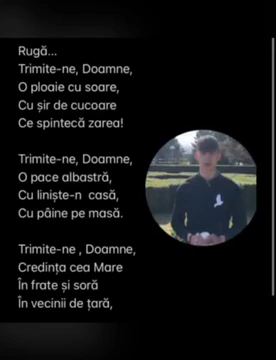 Rugă...
Trimite-ne, Doamne,
O ploaie cu soare,
Cu șir de cucoare
Ce spintecă zarea!
Trimite-ne, Doamne,
O pace albastră,
Cu liniște-n casă,
Cu pâine pe masă.
Trimite-ne , Doamne,
Credința cea Mare
În frate și soră
În vecinii de țară,